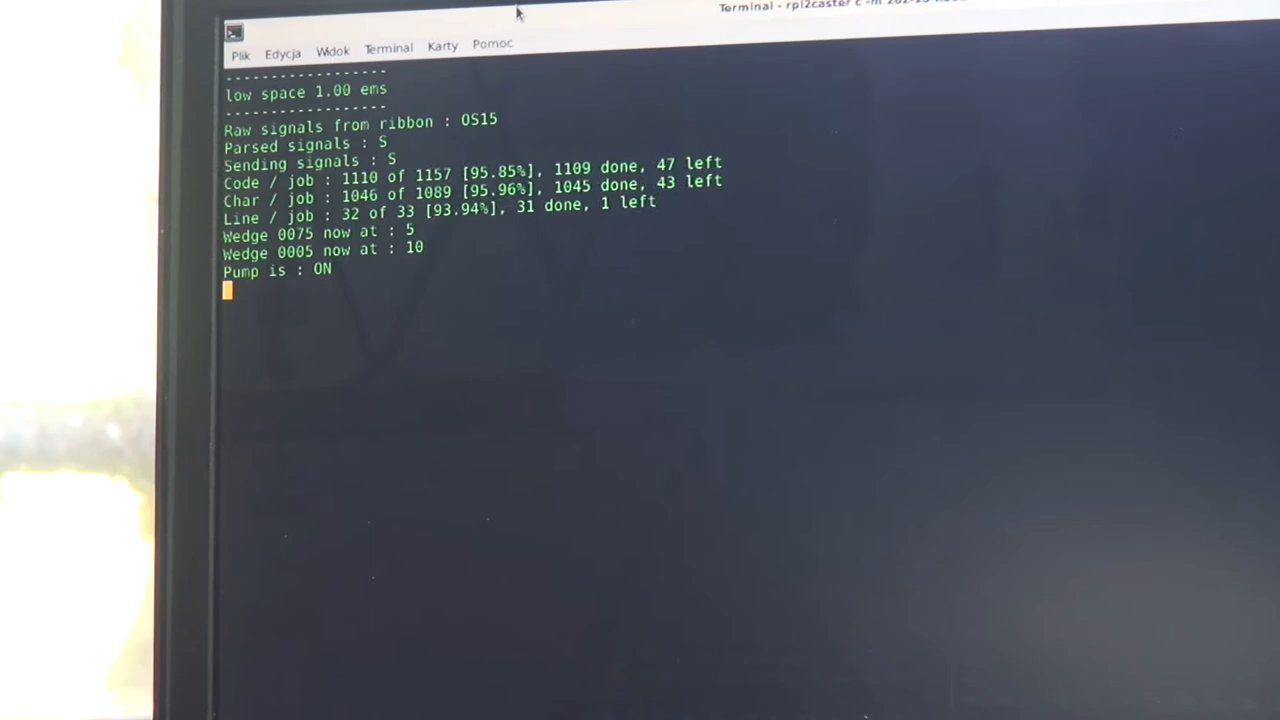 Terminal - rpi2caster c -m
Plik Edycja Widok Terminal Karty Pomoc
------------------
low space 1.00 ems
------------------
Raw signals from ribbon : OS15
Parsed signals : S
Sending signals : S
Code / job : 1110 of 1157 [95.85%], 1109 done, 47 left
Char / job : 1046 of 1089 [95.96%], 1045 done, 43 left
Line / job : 32 of 33 [93.94%], 31 done, 1 left
Wedge 0075 now at : 5
Wedge 0005 now at : 10
Pump is : ON